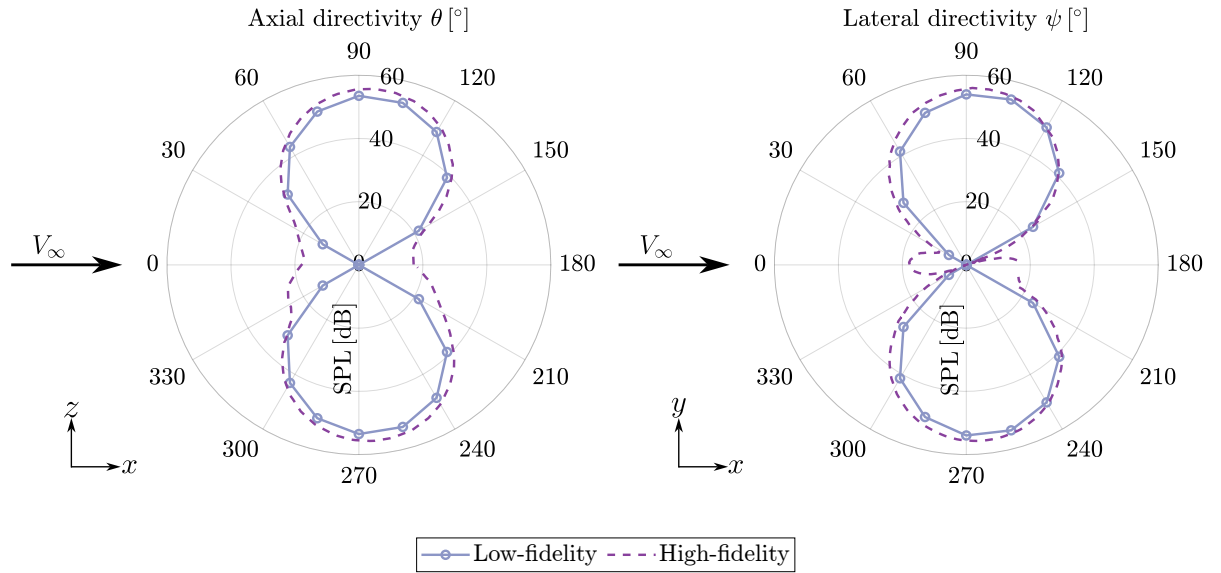 Axial directivity θ [°]
90
60
60
120
30
40
150
20
V∞
0
0
180
SPL [dB]
330
210
z
300
240
x
270
Lateral directivity ψ [°]
90
60
60
120
30
40
150
20
V∞
0
0
180
SPL [dB]
330
210
y
300
240
x
270
Low-fidelity
High-fidelity